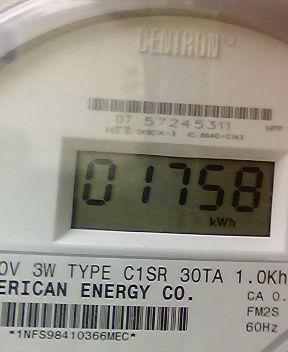 CENTRON®
07 57245311
01758
kWh
0V 3W TYPE C1SR 30TA 1.0Kh
ERICAN ENERGY CO.
CA 0.
FM2S
*1NFS98410366MEC*
60Hz